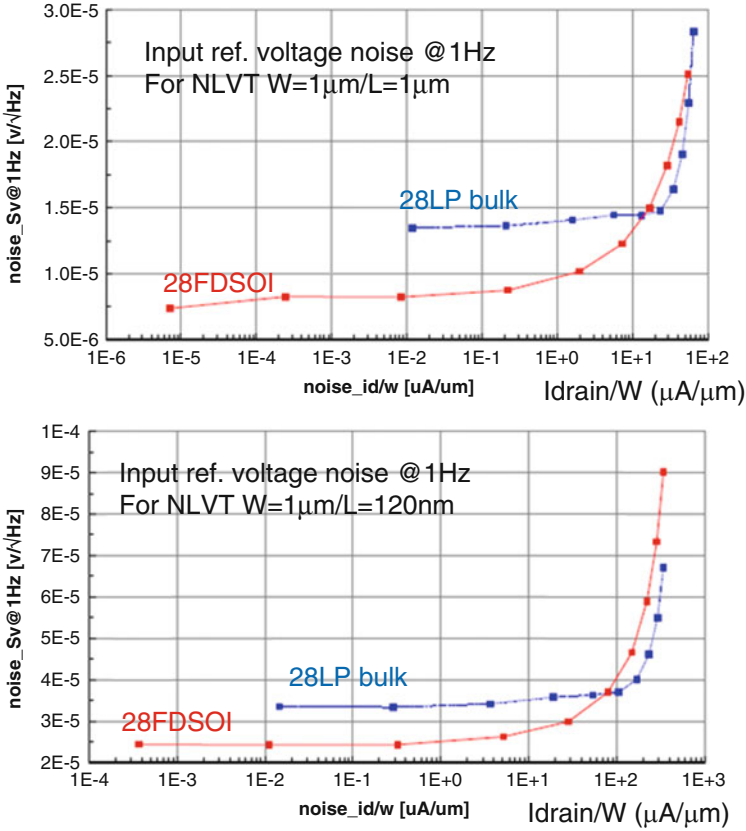 3.0E-5
Input ref. voltage noise @1Hz
For NLVT W=1μm/L=1μm
2.5E-5
2.0E-5
noise_Sv@1Hz [v/√Hz]
28LP bulk
1.5E-5
1.0E-5
28FDSOI
5.0E-6
1E-6 1E-5 1E-4 1E-3 1E-2 1E-1 1E+0 1E+1 1E+2
noise_id/w [uA/um] Idrain/W (μA/μm)
1E-4
9E-5
Input ref. voltage noise @1Hz
For NLVT W=1μm/L=120nm
8E-5
7E-5
noise_Sv@1Hz [v/√Hz]
6E-5
5E-5
4E-5
28LP bulk
3E-5
28FDSOI
2E-5
1E-4 1E-3 1E-2 1E-1 1E+0 1E+1 1E+2 1E+3
noise_id/w [uA/um] Idrain/W (μA/μm)